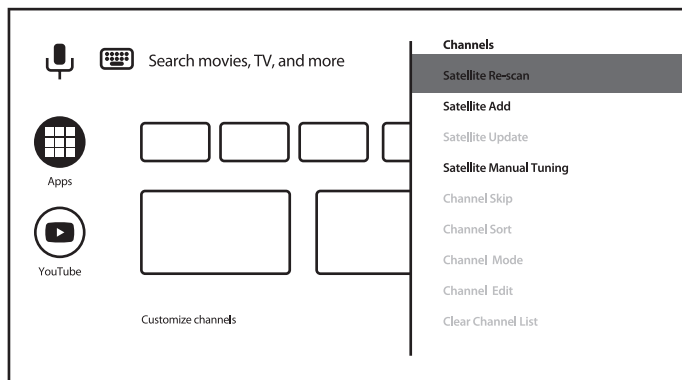 Search movies, TV, and more
Apps
YouTube
Customize channels
Channels
Satellite Re-scan
Satellite Add
Satellite Update
Satellite Manual Tuning
Channel Skip
Channel Sort
Channel Mode
Channel Edit
Clear Channel List